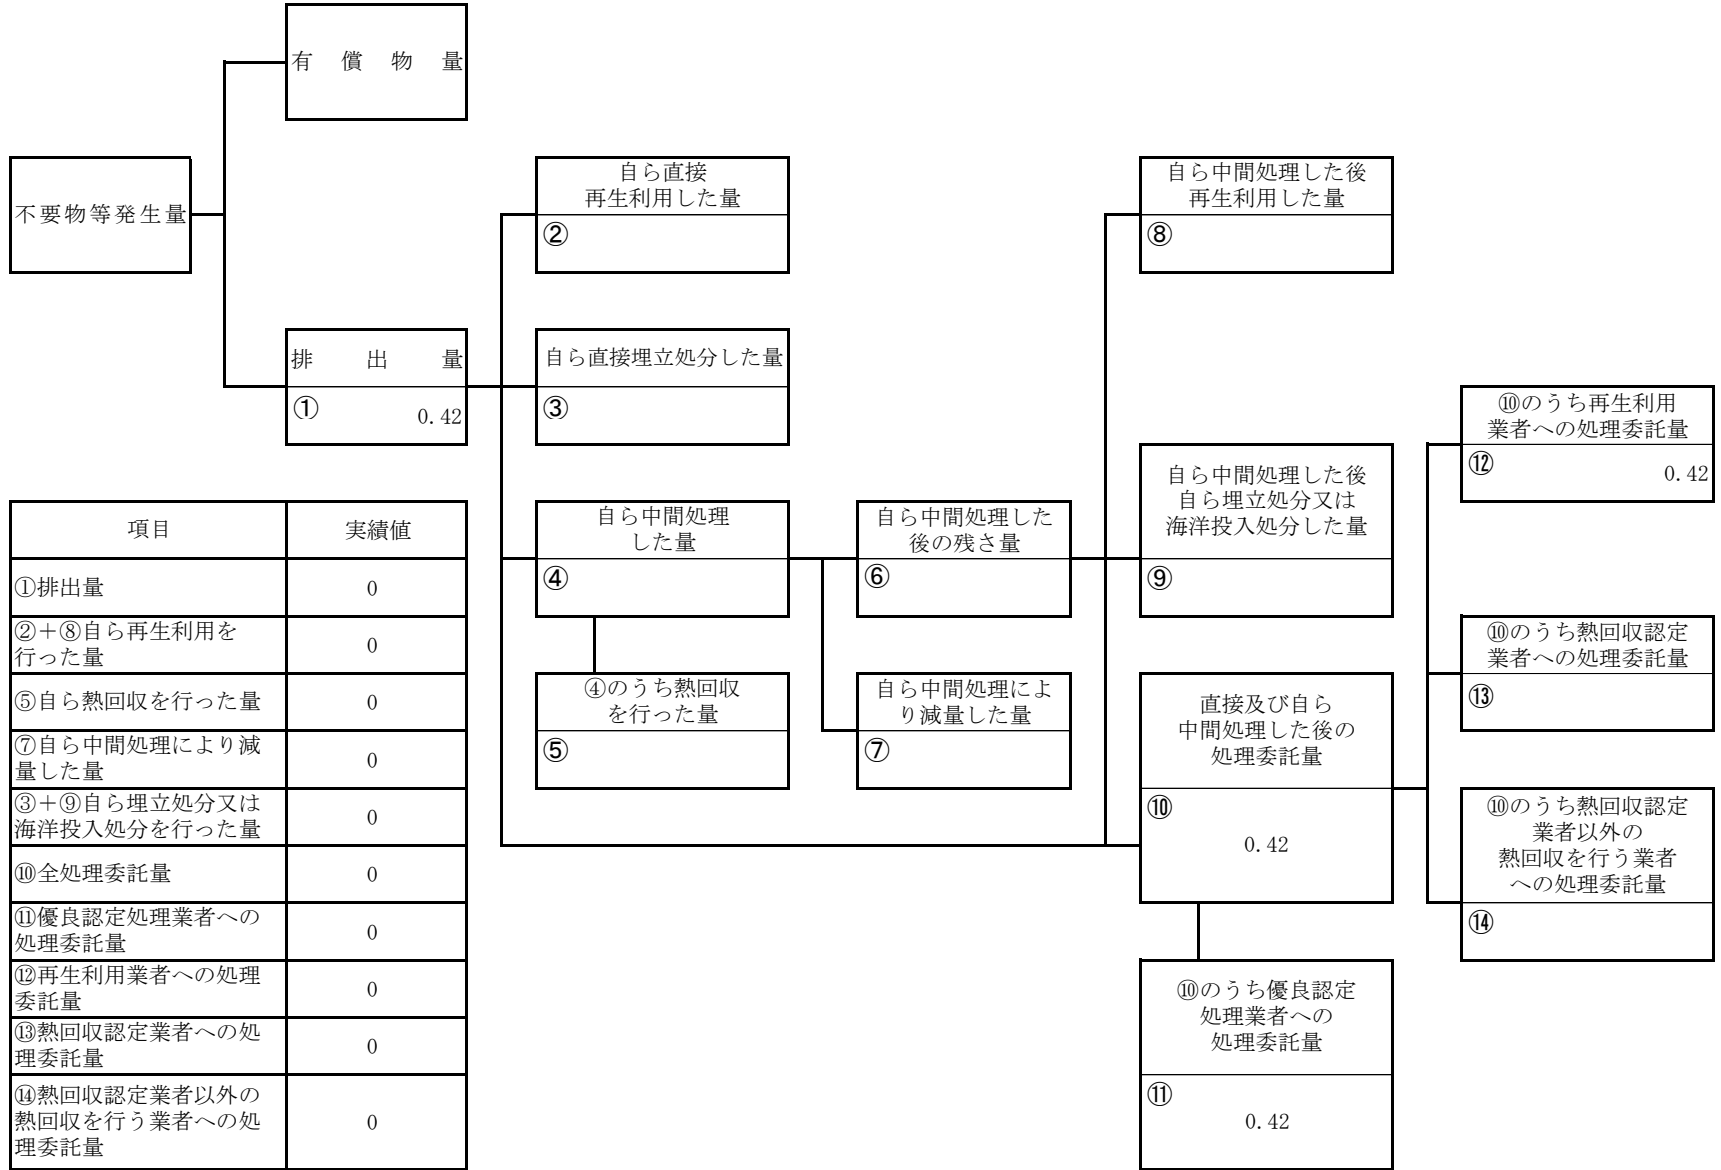 有償物量
不要物等発生量
排出量
①
0.42
自ら直接
再生利用した量
②
自ら直接埋立処分した量
③
自ら中間処理
した量
④
④のうち熱回収
を行った量
⑤
自ら中間処理した
後の残さ量
⑥
自ら中間処理によ
り減量した量
⑦
自ら中間処理した後
再生利用した量
⑧
自ら中間処理した後
自ら埋立処分又は
海洋投入処分した量
⑨
直接及び自ら
中間処理した後の
処理委託量
⑩
0.42
⑩のうち優良認定
処理業者への
処理委託量
⑪
0.42
⑩のうち再生利用
業者への処理委託量
⑫
0.42
⑩のうち熱回収認定
業者への処理委託量
⑬
⑩のうち熱回収認定
業者以外の
熱回収を行う業者
への処理委託量
⑭
項目 実績値
①排出量 0
②+⑧自ら再生利用を
行った量 0
⑤自ら熱回収を行った量 0
⑦自ら中間処理により減
量した量 0
③+⑨自ら埋立処分又は
海洋投入処分を行った量 0
⑩全処理委託量 0
⑪優良認定処理業者への
処理委託量 0
⑫再生利用業者への処理
委託量 0
⑬熱回収認定業者への処
理委託量 0
⑭熱回収認定業者以外の
熱回収を行う業者への処
理委託量 0